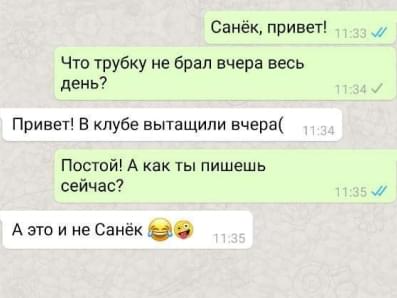 Санёк, привет! 11:33
Что трубку не брал вчера весь
день? 11:34
Привет! В клубе вытащили вчера( 11:34
Постой! А как ты пишешь
сейчас? 11:35
А это и не Санёк 😂🤪 11:35